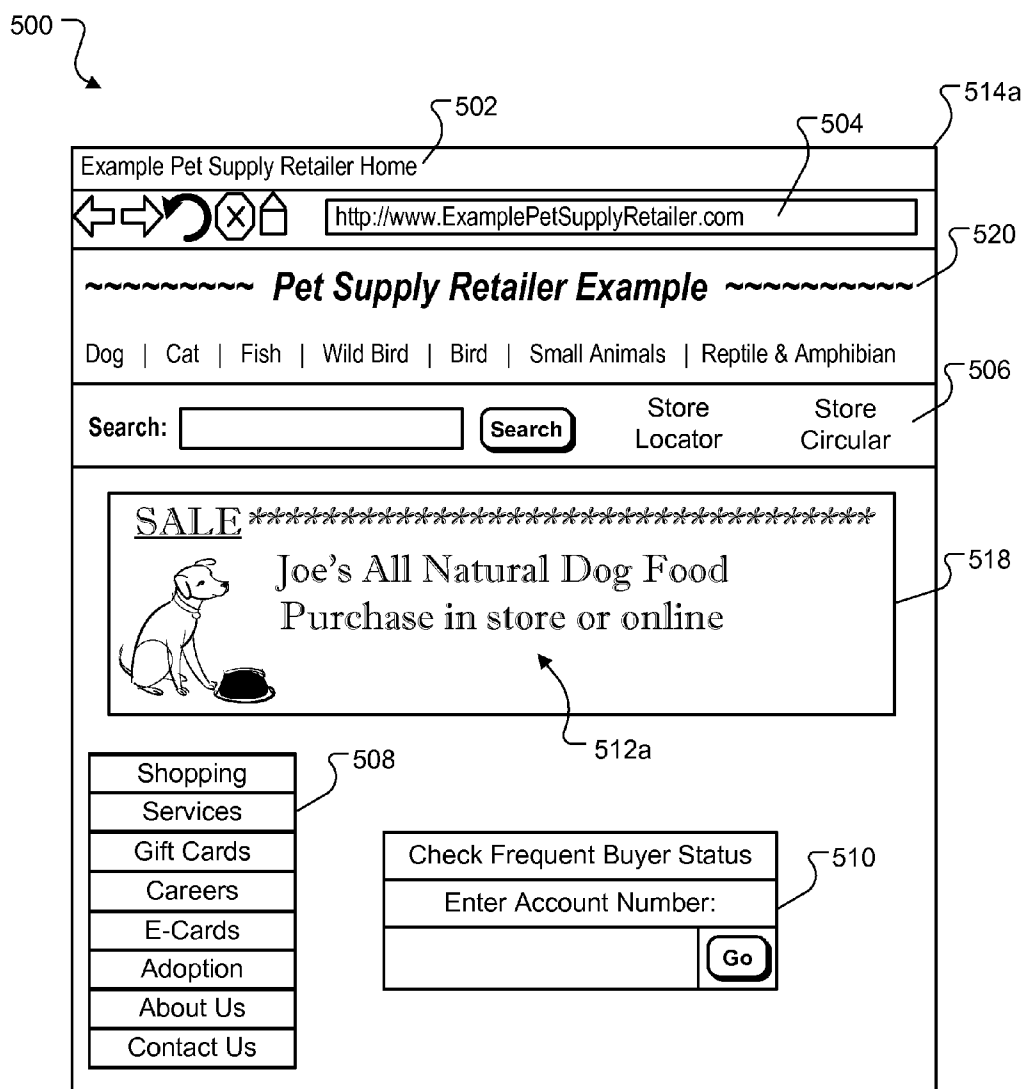 500
502
514a
504
Example Pet Supply Retailer Home
http://www.ExamplePetSupplyRetailer.com
520
~~~~~~~~~ Pet Supply Retailer Example ~~~~~~~~~~
Dog | Cat | Fish | Wild Bird | Bird | Small Animals | Reptile & Amphibian
506
Search:
Search
Store
Locator
Store
Circular
SALE **********************************
518
Joe's All Natural Dog Food
Purchase in store or online
512a
508
Shopping
Services
Gift Cards
Careers
E-Cards
Adoption
About Us
Contact Us
Check Frequent Buyer Status
510
Enter Account Number:
Go